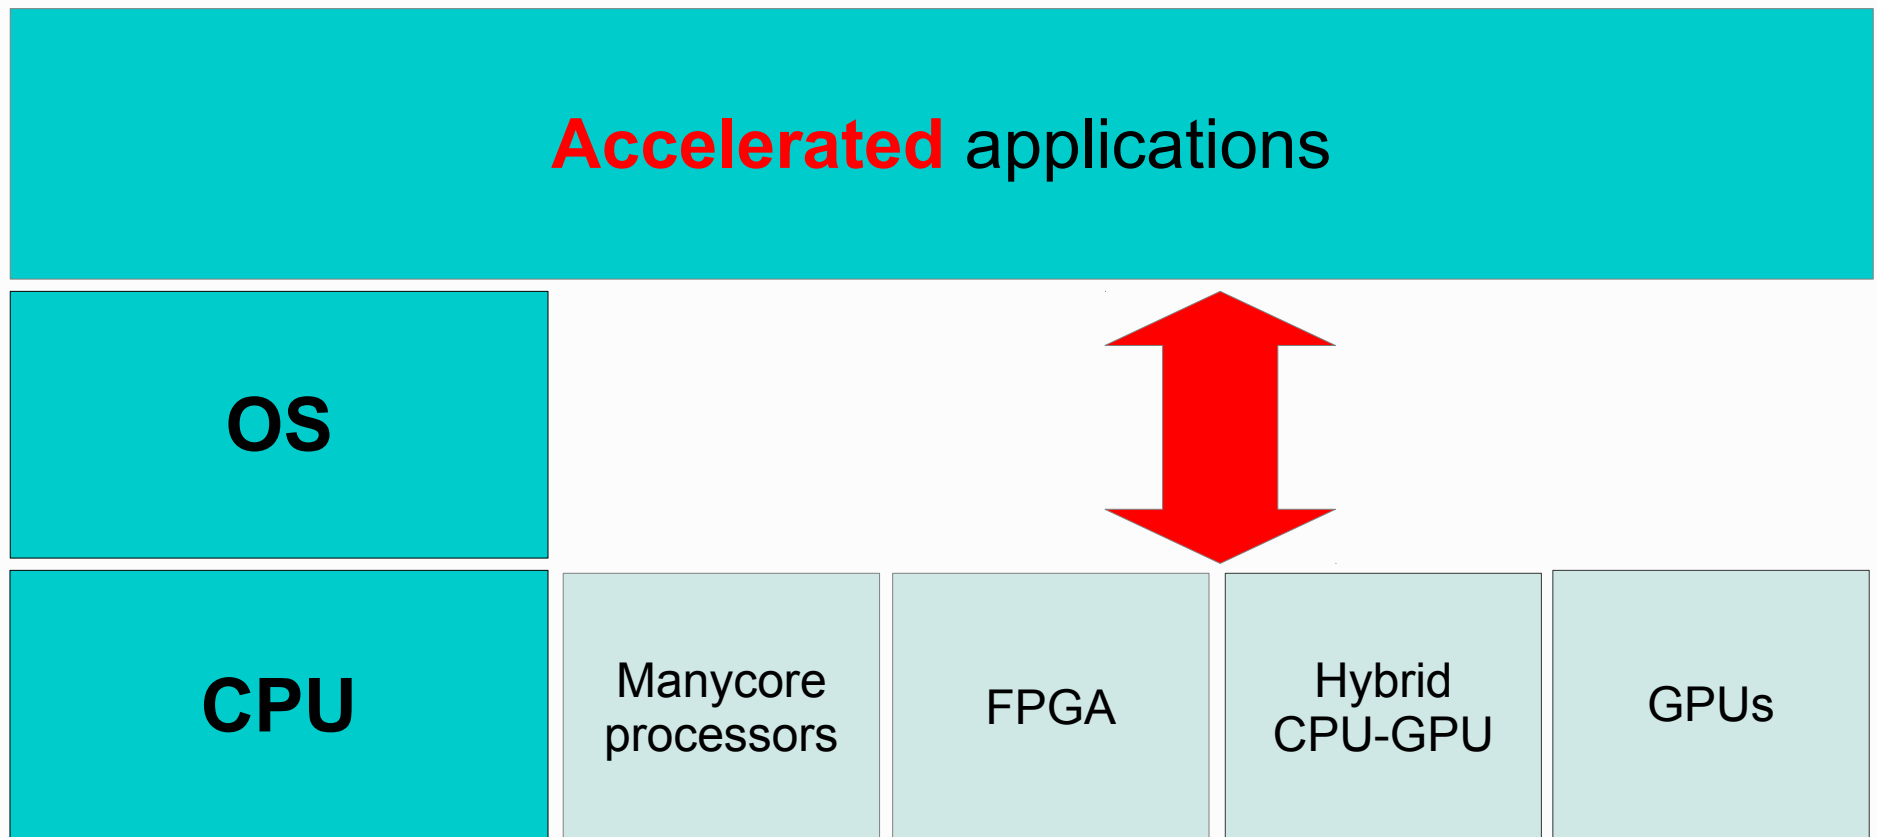 Accelerated applications
OS
CPU
Manycore
processors
FPGA
Hybrid
CPU-GPU
GPUs